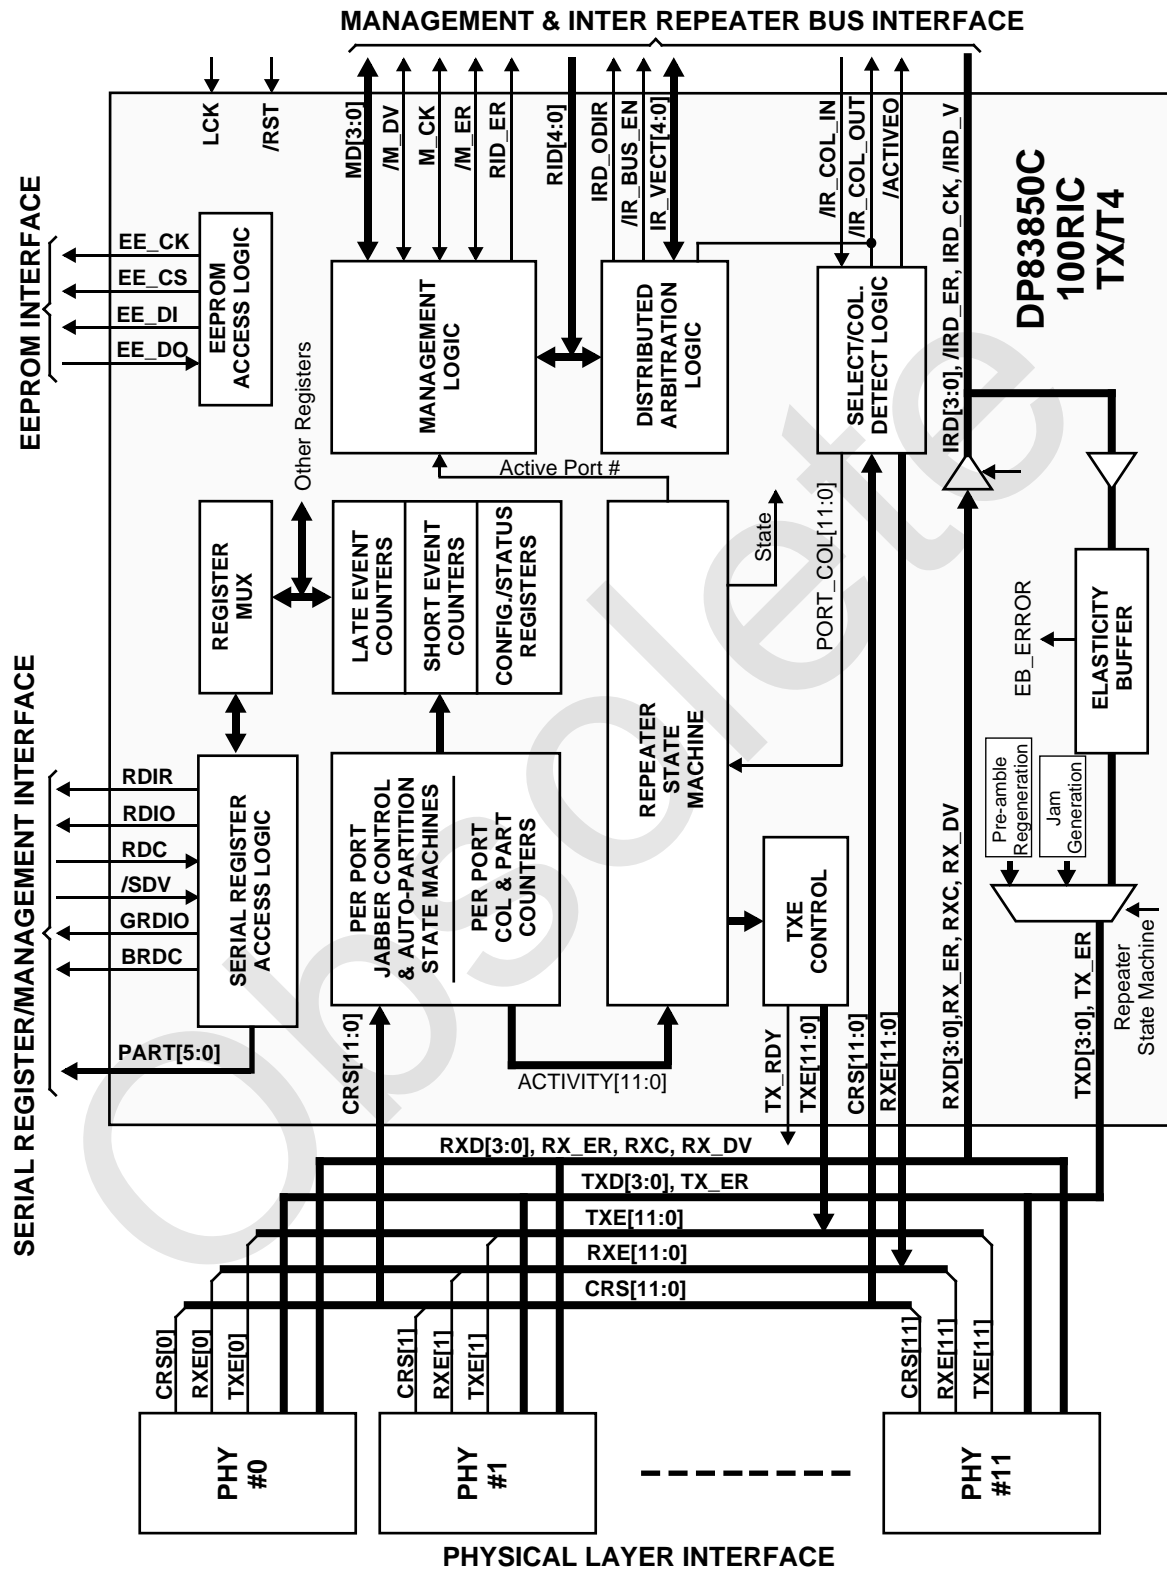 MANAGEMENT & INTER REPEATER BUS INTERFACE
LCK
/RST
MD[3:0]
/M_DV
M_CK
/M_ER
RID_ER
RID[4:0]
IRD_ODIR
/IR_BUS_EN
IR_VECT[4:0]
/IR_COL_IN
/IR_COL_OUT
/ACTIVEO
IRD[3:0], /IRD_ER, IRD_CK, /IRD_V
DP83850C
100RIC
TX/T4
EEPROM INTERFACE
EE_CK
EE_CS
EE_DI
EE_DO
EEPROM
ACCESS LOGIC
MANAGEMENT
LOGIC
DISTRIBUTED
ARBITRATION
LOGIC
SELECT/COL.
DETECT LOGIC
Other Registers
Active Port #
REGISTER
MUX
LATE EVENT
COUNTERS
SHORT EVENT
COUNTERS
CONFIG./STATUS
REGISTERS
State
PORT_COL[11:0]
EB_ERROR
ELASTICITY
BUFFER
SERIAL REGISTER/MANAGEMENT INTERFACE
RDIR
RDIO
RDC
/SDV
GRDIO
BRDC
PART[5:0]
SERIAL REGISTER
ACCESS LOGIC
PER PORT
JABBER CONTROL
& AUTO-PARTITION
STATE MACHINES
PER PORT
COL & PART
COUNTERS
REPEATER
STATE
MACHINE
TXE
CONTROL
Pre-amble
Regeneration
Jam
Generation
Repeater
State Machine
CRS[11:0]
ACTIVITY[11:0]
TX_RDY
TXE[11:0]
CRS[11:0]
RXE[11:0]
RXD[3:0],RX_ER, RXC, RX_DV
TXD[3:0], TX_ER
RXD[3:0], RX_ER, RXC, RX_DV
TXD[3:0], TX_ER
TXE[11:0]
RXE[11:0]
CRS[11:0]
CRS[0]
RXE[0]
TXE[0]
CRS[1]
RXE[1]
TXE[1]
CRS[11]
RXE[11]
TXE[11]
PHY
#0
PHY
#1
PHY
#11
PHYSICAL LAYER INTERFACE
Obsolete